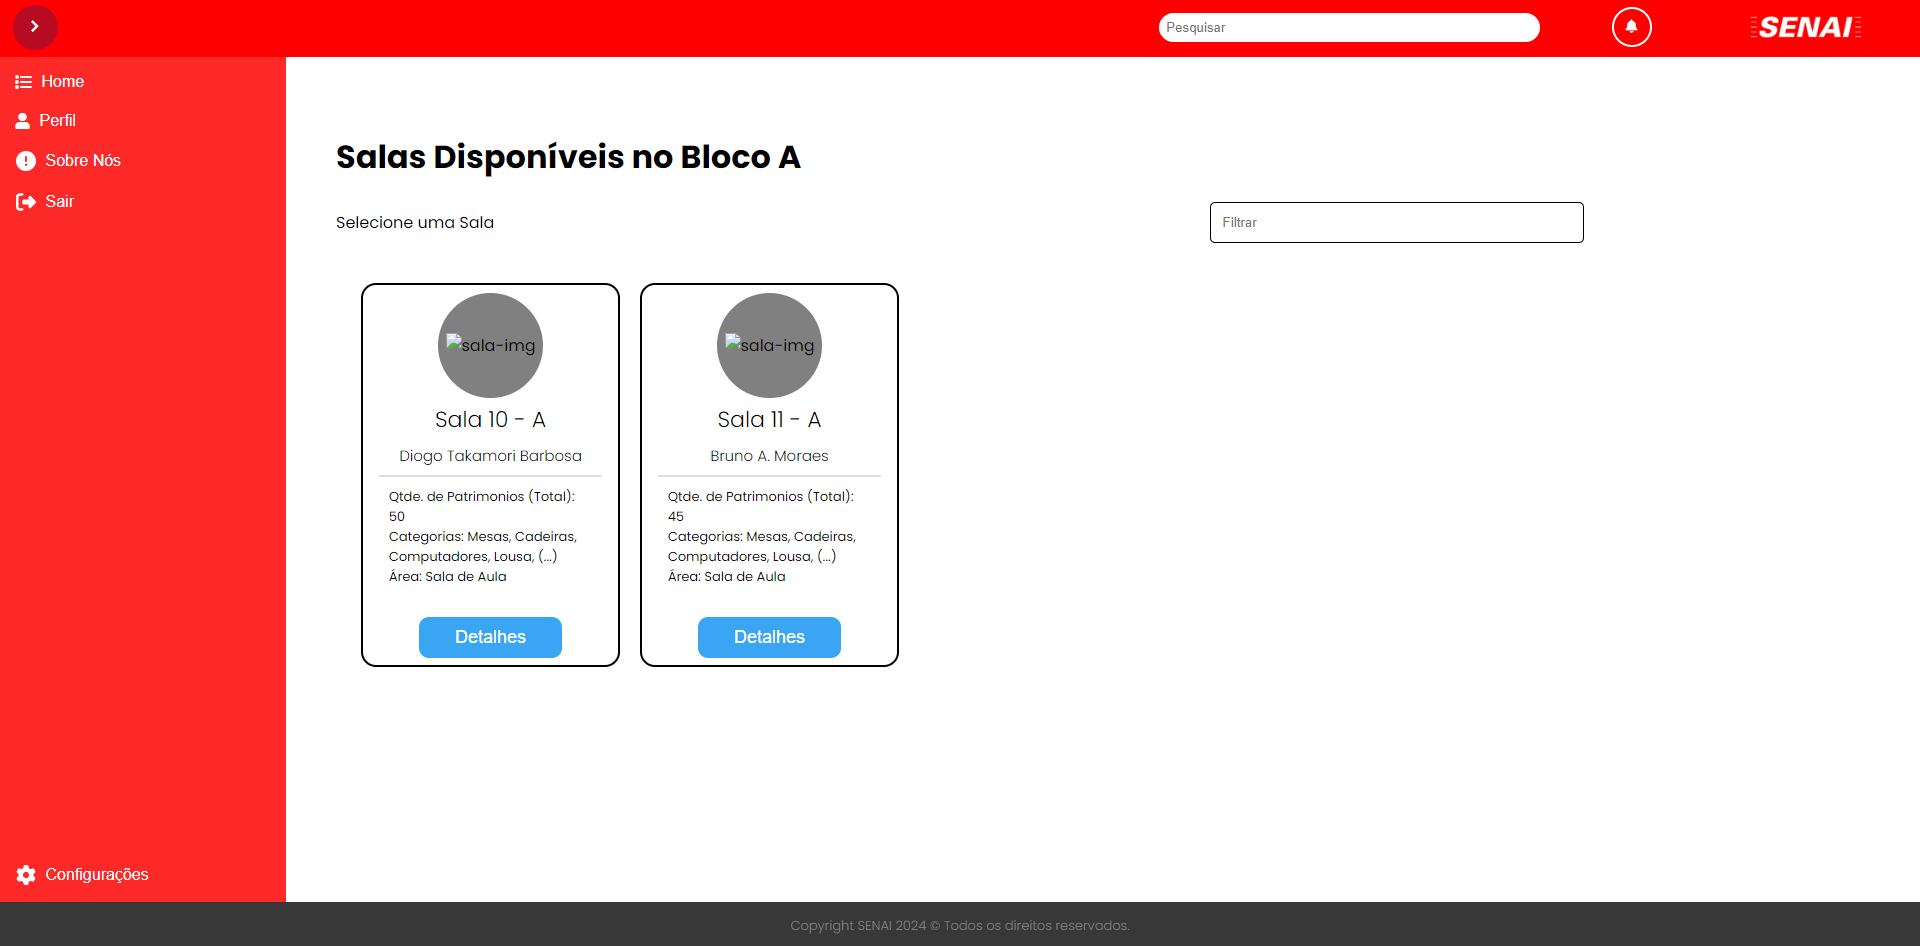 Pesquisar
SENAI
Home
Perfil
Sobre Nós
Sair
Salas Disponíveis no Bloco A
Selecione uma Sala
Filtrar
sala-img
Sala 10 - A
Diogo Takamori Barbosa
Qtde. de Patrimonios (Total):
50
Categorias: Mesas, Cadeiras,
Computadores, Lousa, (...)
Área: Sala de Aula
Detalhes
sala-img
Sala 11 - A
Bruno A. Moraes
Qtde. de Patrimonios (Total):
45
Categorias: Mesas, Cadeiras,
Computadores, Lousa, (...)
Área: Sala de Aula
Detalhes
Configurações
Copyright SENAI 2024 © Todos os direitos reservados.